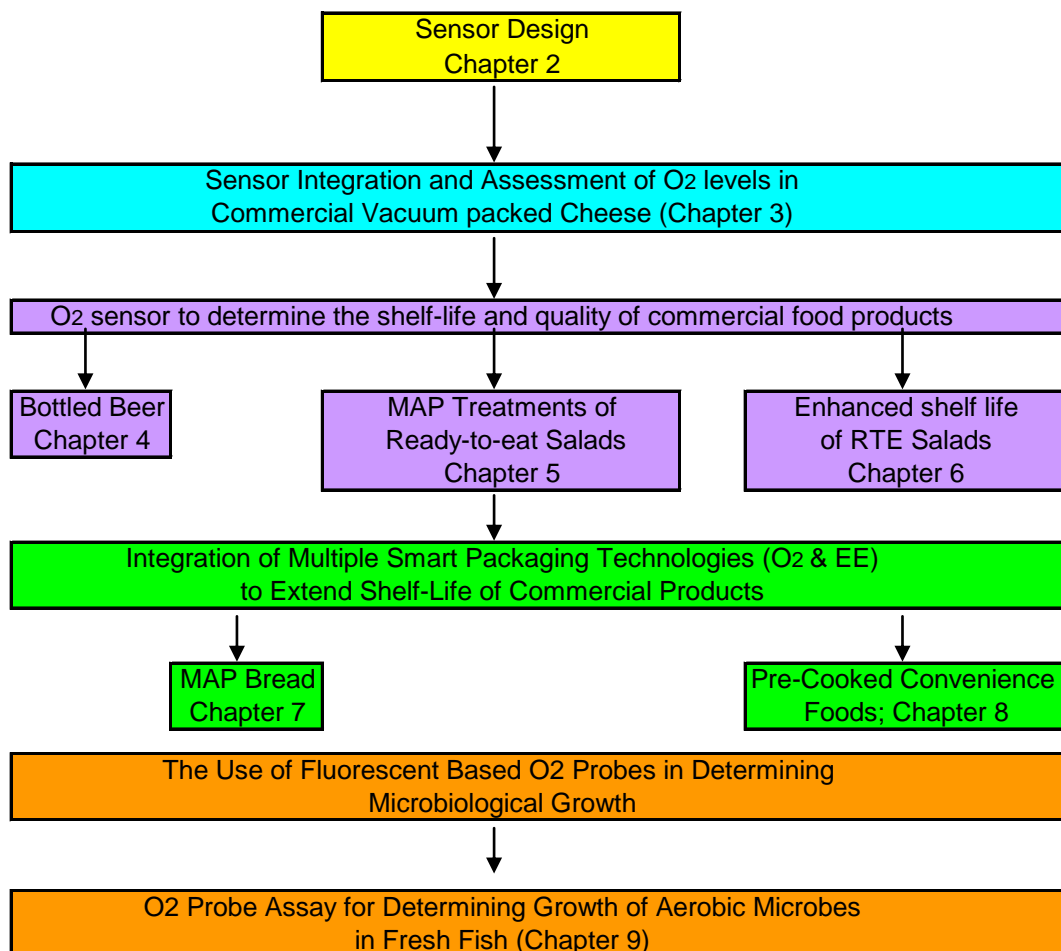 Sensor Design
Chapter 2
Sensor Integration and Assessment of O2 levels in
Commercial Vacuum packed Cheese (Chapter 3)
O2 sensor to determine the shelf-life and quality of commercial food products
Bottled Beer
Chapter 4
MAP Treatments of
Ready-to-eat Salads
Chapter 5
Enhanced shelf life
of RTE Salads
Chapter 6
Integration of Multiple Smart Packaging Technologies (O2 & EE)
to Extend Shelf-Life of Commercial Products
MAP Bread
Chapter 7
Pre-Cooked Convenience
Foods; Chapter 8
The Use of Fluorescent Based O2 Probes in Determining
Microbiological Growth
O2 Probe Assay for Determining Growth of Aerobic Microbes
in Fresh Fish (Chapter 9)